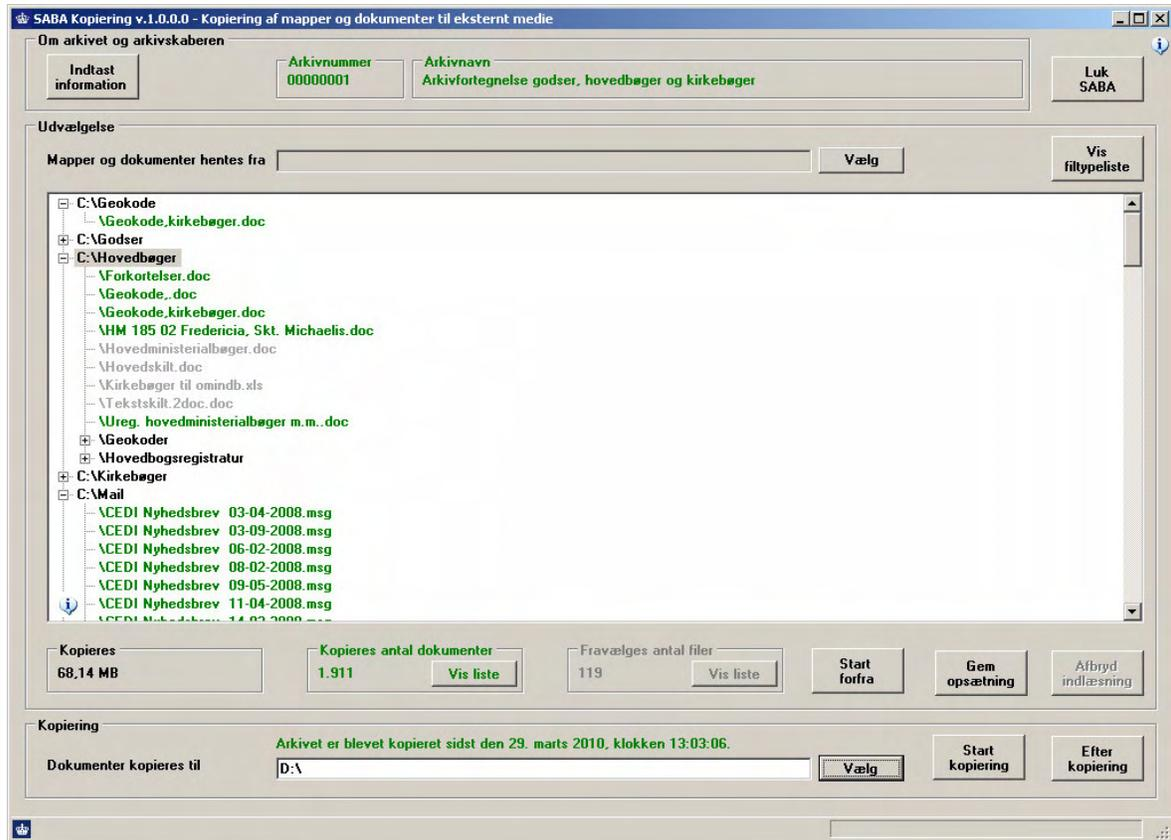 SABA Kopiering v.1.0.0.0 - Kopiering af mapper og dokumenter til eksternt medie
Om arkivet og arkivskaberen
Indtast
information
Arkivnummer
00000001
Arkivnavn
Arkivfortegnelse godser, hovedbøger og kirkebøger
Luk
SABA
Udvælgelse
Mapper og dokumenter hentes fra
Vælg
Vis
filtypeliste
C:\Geokode
\Geokode,kirkebøger.doc
C:\Godser
C:\Hovedbøger
\Forkortelser.doc
\Geokode,.doc
\Geokode,kirkebøger.doc
\HM 185 02 Fredericia, Skt. Michaelis.doc
\Hovedministerialbøger.doc
\Hovedskilt.doc
\Kirkebøger til omindb.xls
\Tekstskilt.2doc.doc
\Ureg. hovedministerialbøger m.m..doc
\Geokoder
\Hovedbogsregistratur
C:\Kirkebøger
C:\Mail
\CEDI Nyhedsbrev 03-04-2008.msg
\CEDI Nyhedsbrev 03-09-2008.msg
\CEDI Nyhedsbrev 06-02-2008.msg
\CEDI Nyhedsbrev 08-02-2008.msg
\CEDI Nyhedsbrev 09-05-2008.msg
\CEDI Nyhedsbrev 11-04-2008.msg
Kopieres
68,14 MB
Kopieres antal dokumenter
1.911
Vis liste
Fravælges antal filer
119
Vis liste
Start
forfra
Gem
opsætning
Afbryd
indlæsning
Kopiering
Arkivet er blevet kopieret sidst den 29. marts 2010, klokken 13:03:06.
Dokumenter kopieres til
D:\
Vælg
Start
kopiering
Efter
kopiering